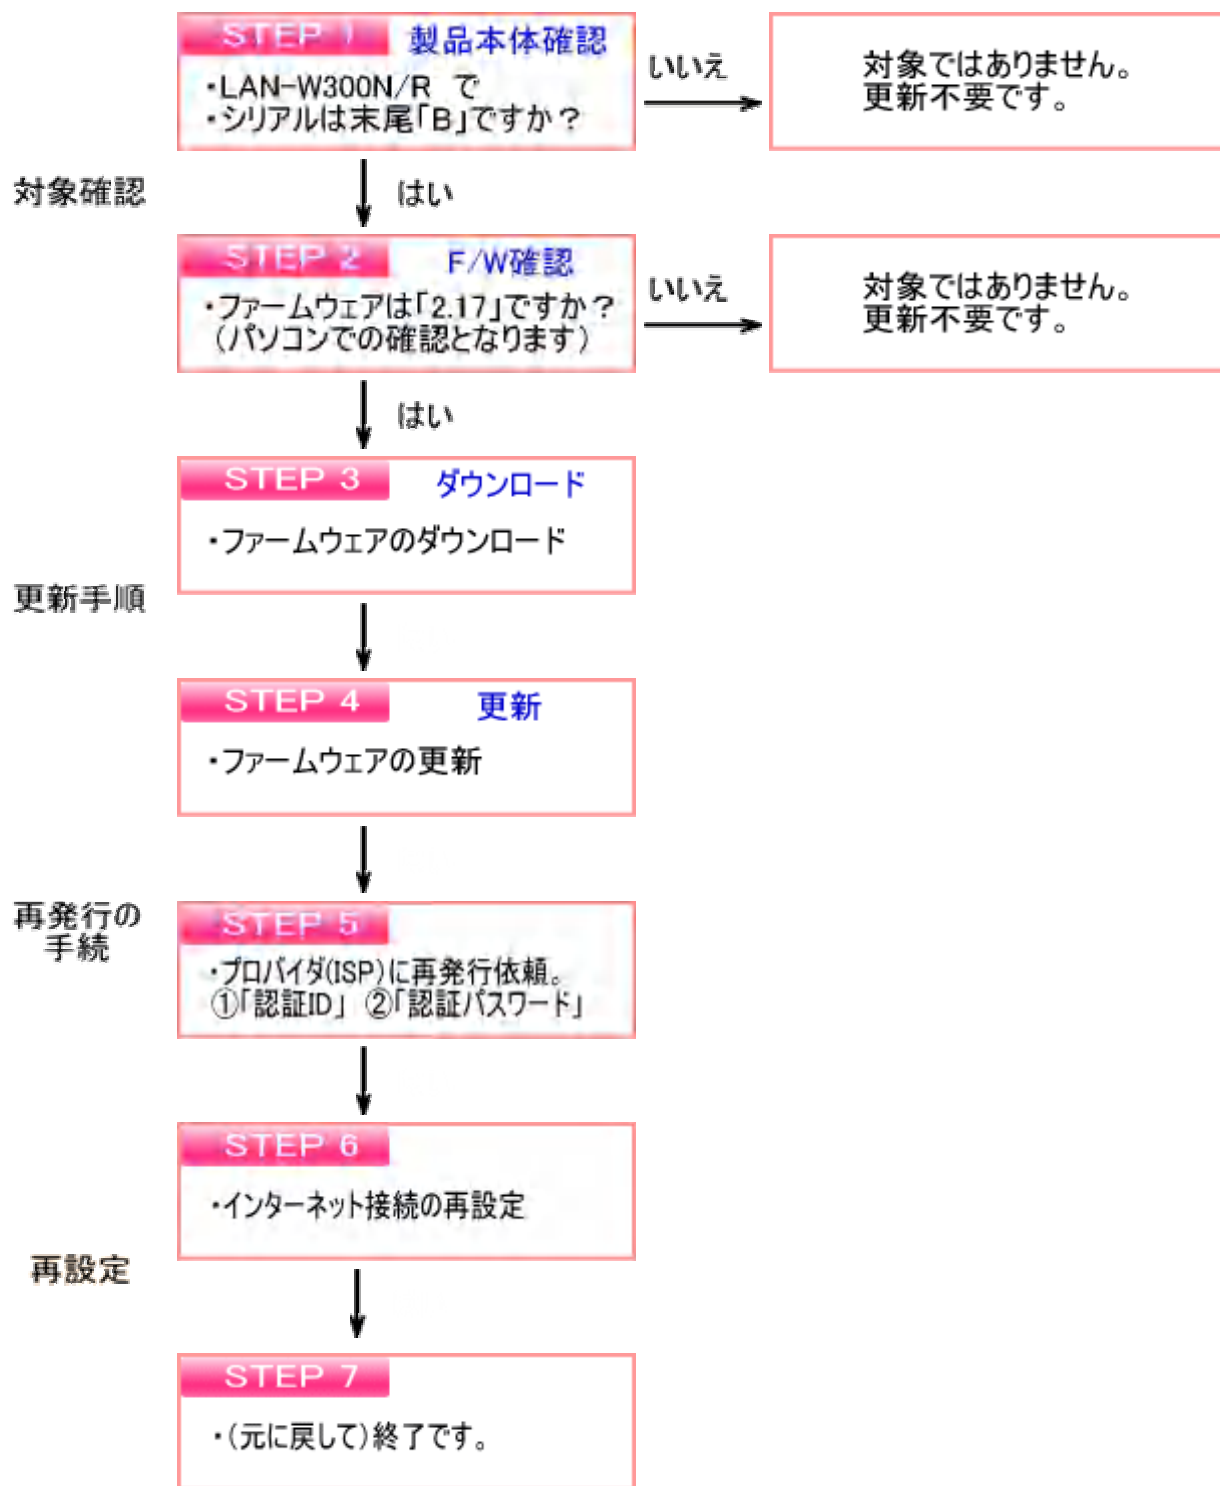 STEP 1 製品本体確認
・LAN-W300N/R で
・シリアルは末尾「B」ですか？
いいえ
対象ではありません。
更新不要です。
対象確認
はい
STEP 2 F/W確認
・ファームウェアは「2.17」ですか？
（パソコンでの確認となります）
いいえ
対象ではありません。
更新不要です。
はい
STEP 3 ダウンロード
・ファームウェアのダウンロード
更新手順
STEP 4 更新
・ファームウェアの更新
再発行の
手続
STEP 5
・プロバイダ(ISP)に再発行依頼。
①「認証ID」 ②「認証パスワード」
STEP 6
・インターネット接続の再設定
再設定
STEP 7
・（元に戻して）終了です。